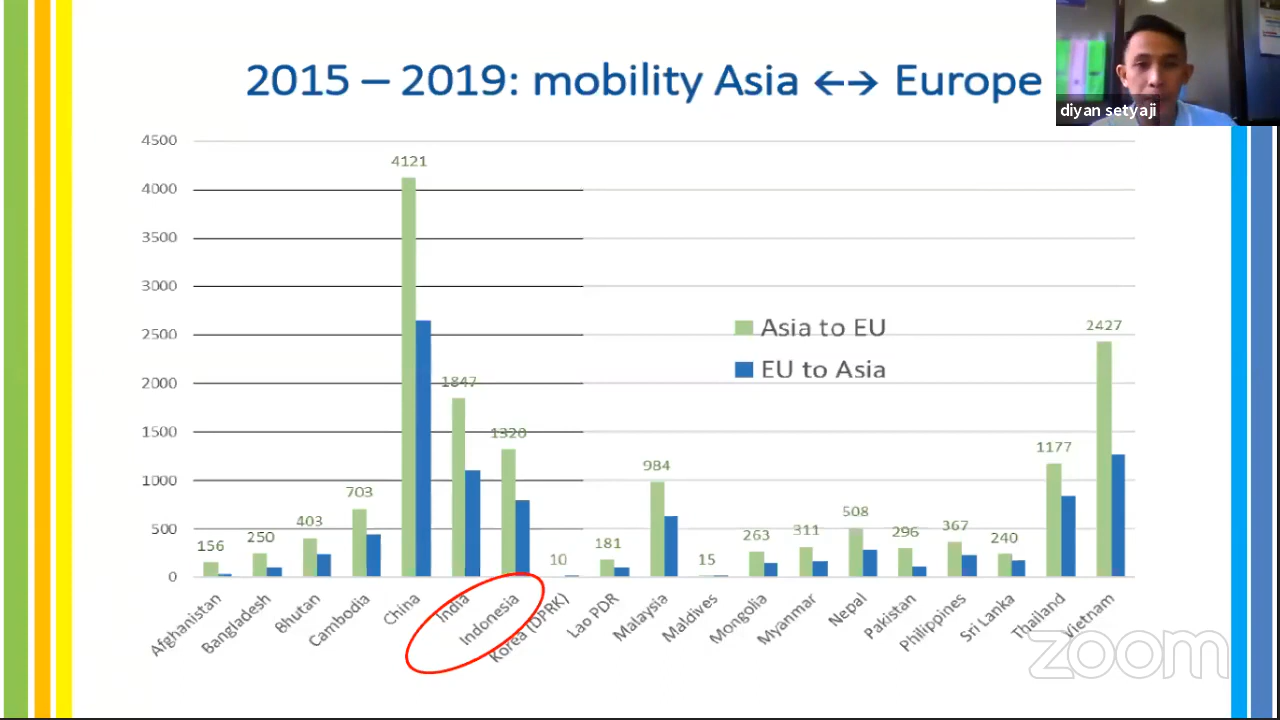 2015 – 2019: mobility Asia ←→ Europe
diyan setyaji
4500
4000
3500
3000
2500
2000
1500
1000
500
0
156
250
403
703
4121
1847
1320
10
181
984
15
263
311
508
296
367
240
1177
2427
Asia to EU
EU to Asia
Afghanistan
Bangladesh
Bhutan
Cambodia
China
India
Indonesia
Korea (DPRK)
Lao PDR
Malaysia
Maldives
Mongolia
Myanmar
Nepal
Pakistan
Philippines
Sri Lanka
Thailand
Vietnam
zoom